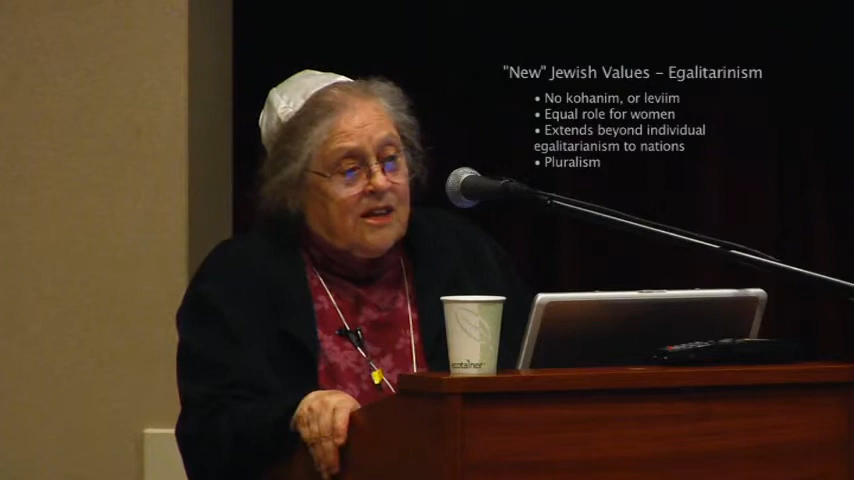 "New" Jewish Values - Egalitarinism
• No kohanim, or leviim
• Equal role for women
• Extends beyond individual
egalitarianism to nations
• Pluralism
ecotainer